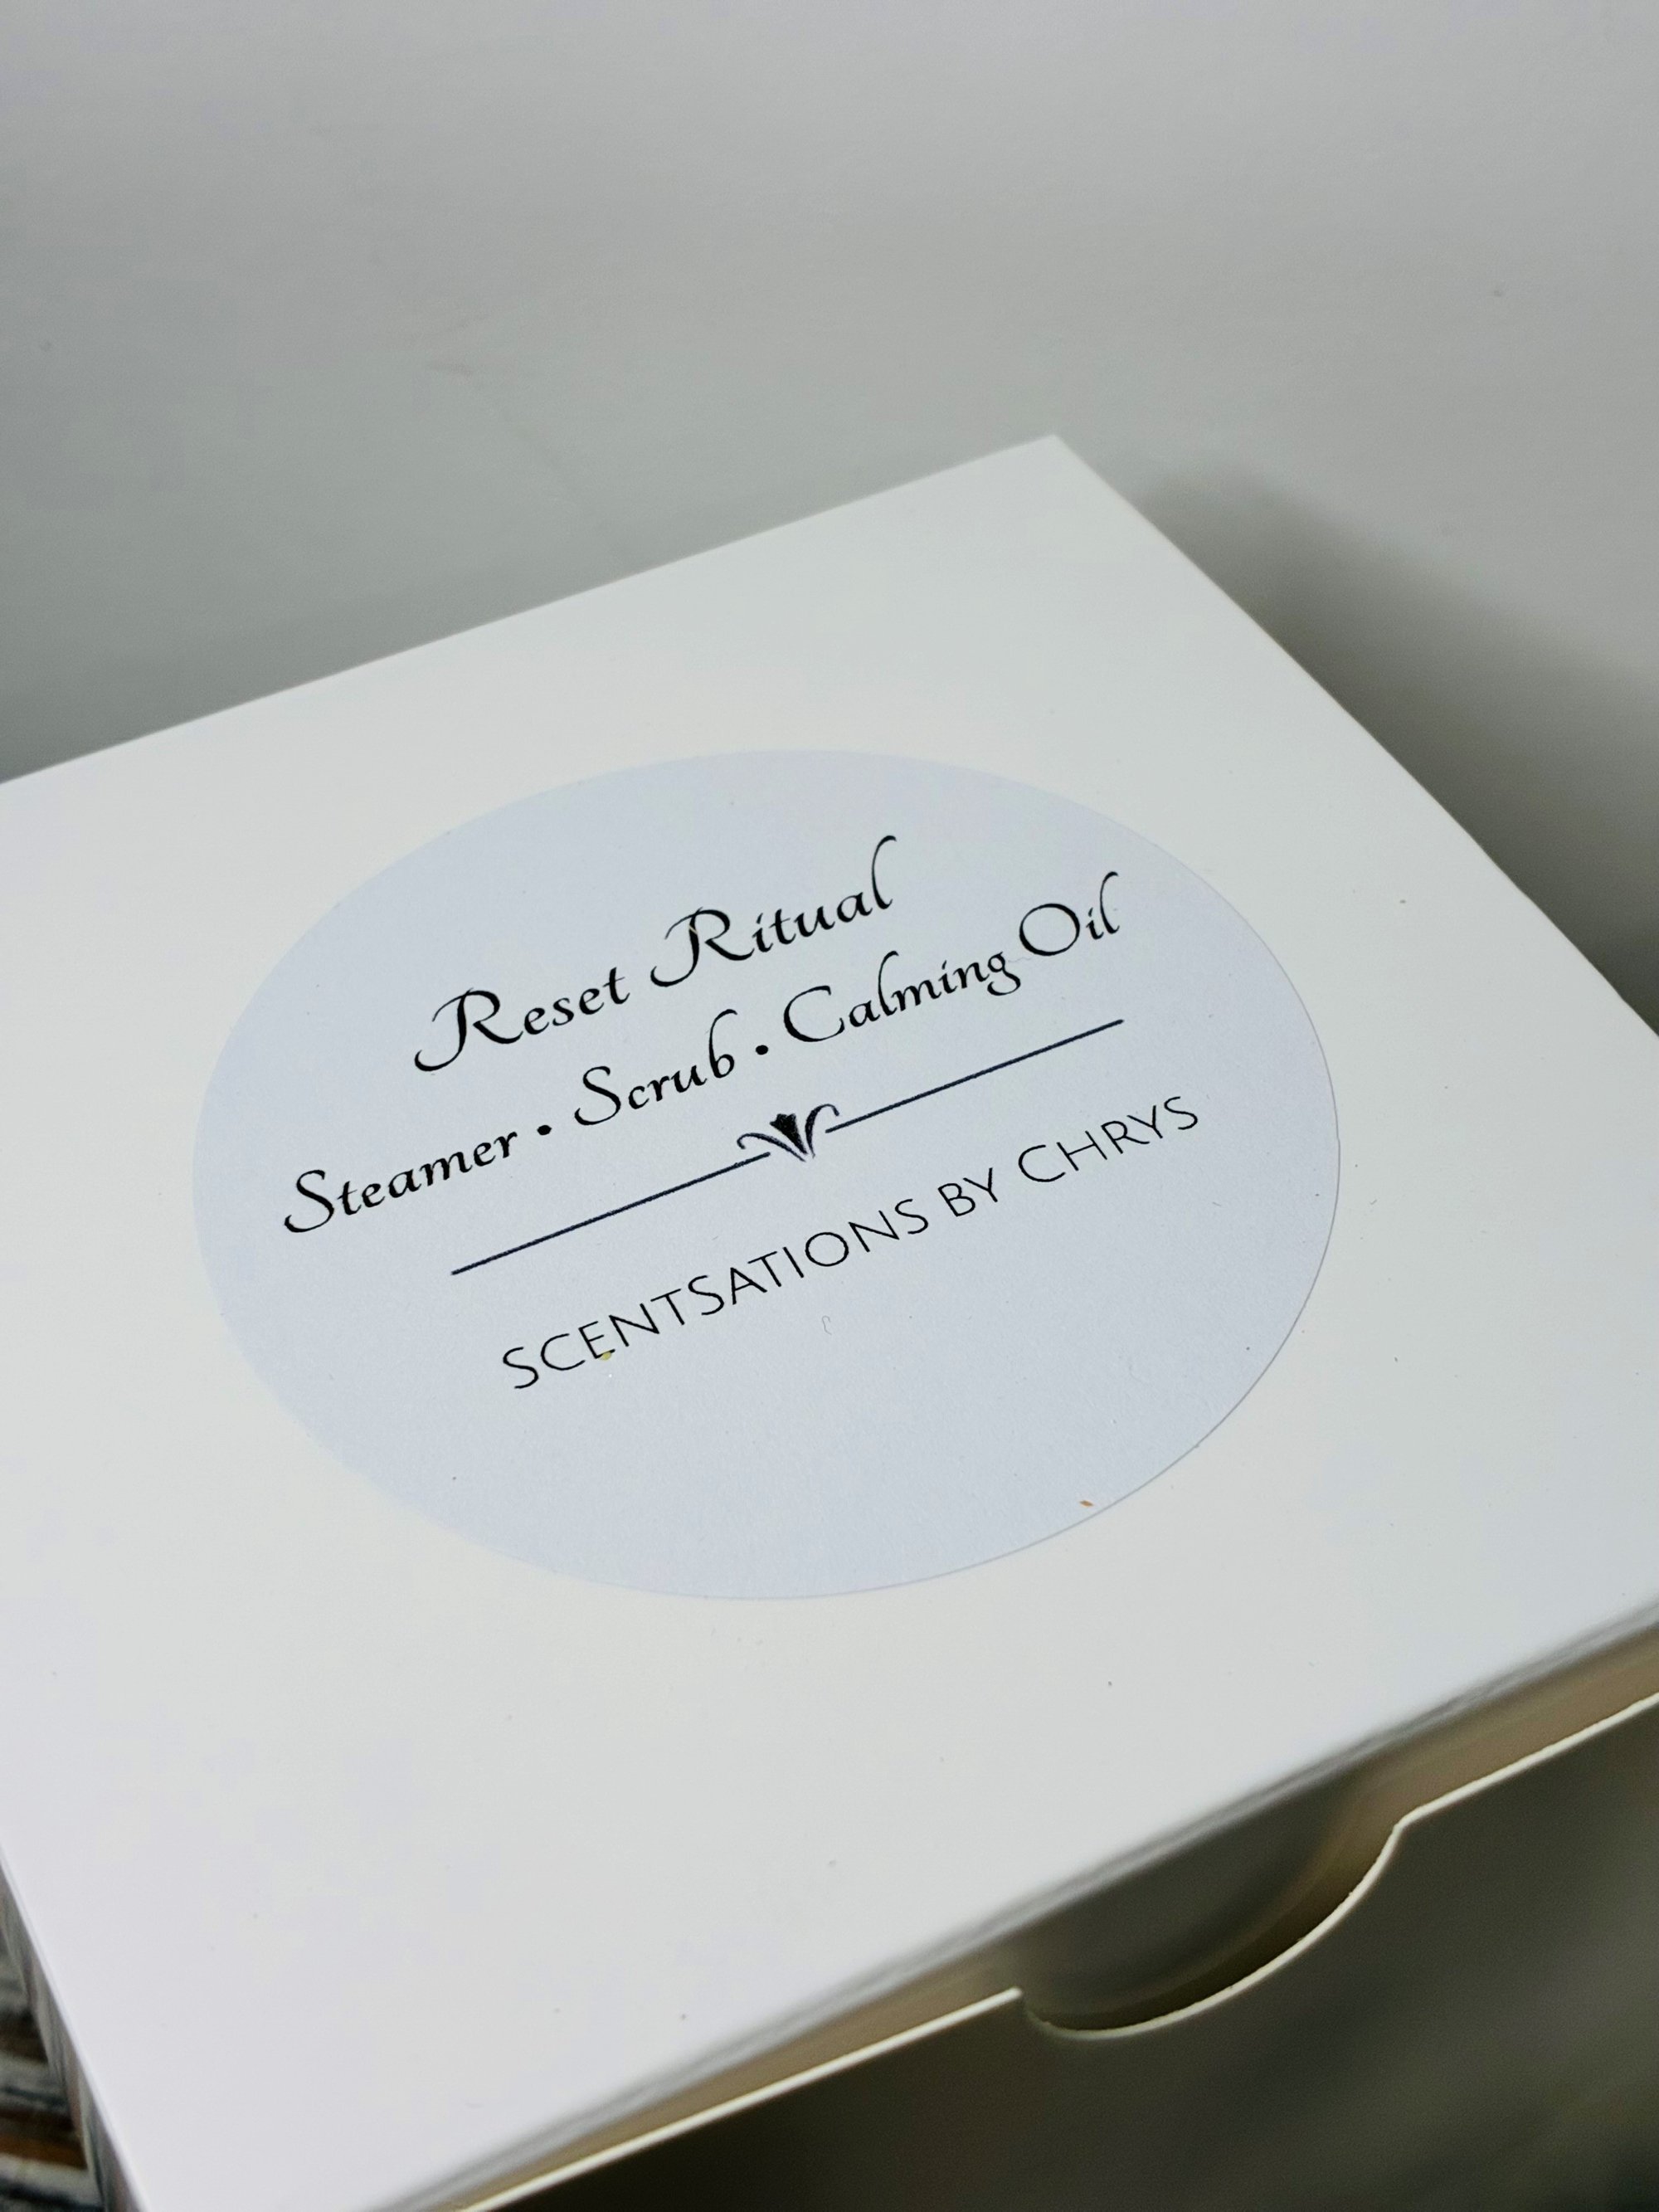 Reset Ritual
Steamer • Scrub • Calming Oil
SCENTSATIONS BY CHRYS